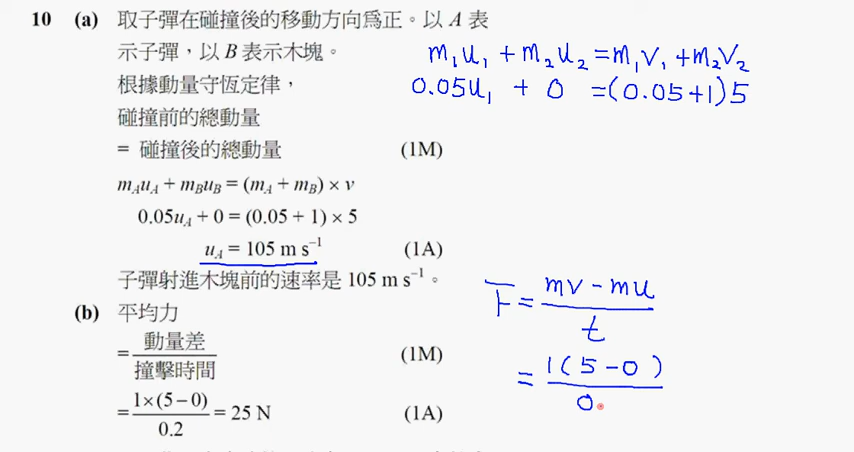 10 (a) 取子彈在碰撞後的移動方向為正。以 A 表
示子彈，以 B 表示木塊。
根據動量守恆定律，
碰撞前的總動量
= 碰撞後的總動量 (1M)
m_A u_A + m_B u_B = (m_A + m_B) × v
0.05u_A + 0 = (0.05 + 1) × 5
u_A = 105 m s⁻¹ (1A)
子彈射進木塊前的速率是 105 m s⁻¹。
(b) 平均力
= 動量差 / 撞擊時間 (1M)
= 1×(5−0) / 0.2 = 25 N (1A)
m₁u₁ + m₂u₂ = m₁v₁ + m₂v₂
0.05u₁ + 0 = (0.05+1)5
F = mv − mu / t
= 1(5−0) / 0.